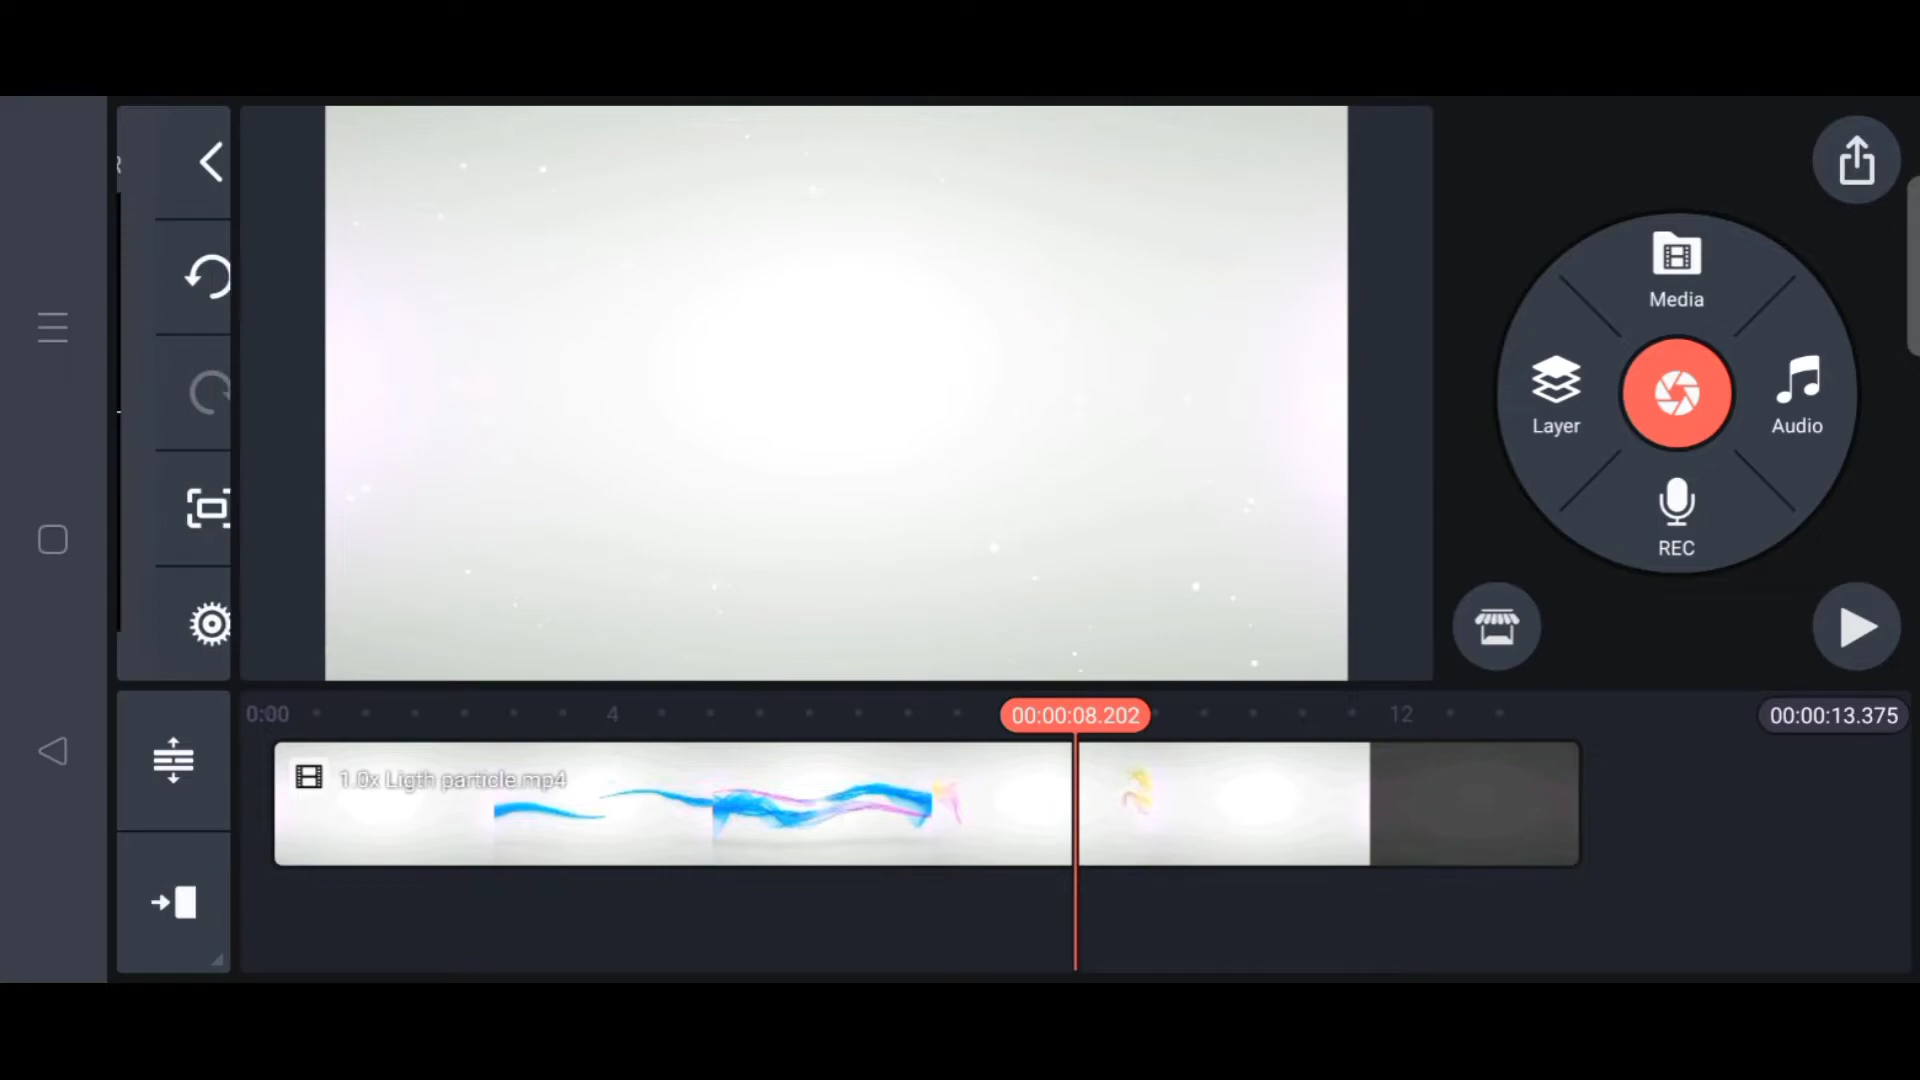 Media
Layer
Audio
REC
0:00
4
00:00:08.202
12
00:00:13.375
1.0x Ligth particle.mp4